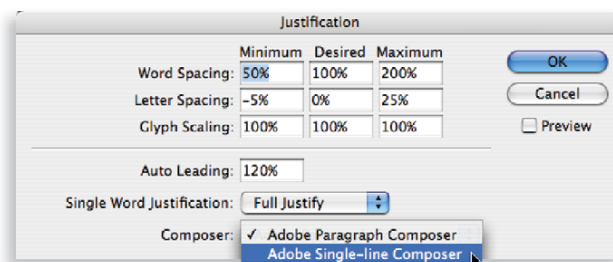 Justification
Minimum Desired Maximum
Word Spacing: 50% 100% 200%
Letter Spacing: -5% 0% 25%
Glyph Scaling: 100% 100% 100%
Auto Leading: 120%
Single Word Justification: Full Justify
Composer: ✓ Adobe Paragraph Composer
Adobe Single-line Composer
OK
Cancel
Preview